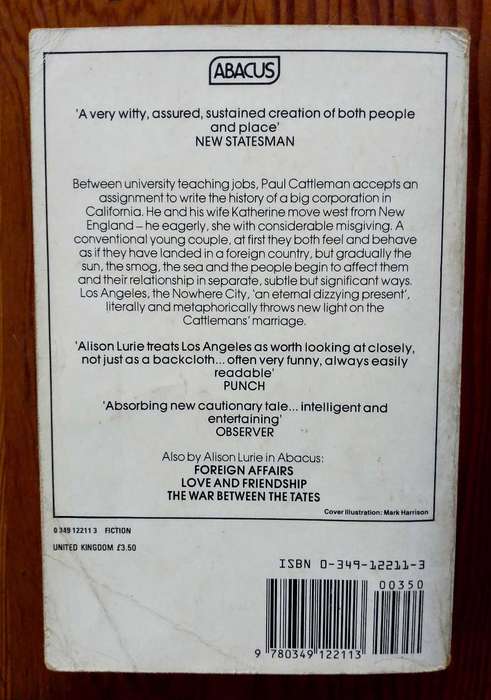 ABACUS
'A very witty, assured, sustained creation of both people
and place'
NEW STATESMAN
Between university teaching jobs, Paul Cattleman accepts an
assignment to write the history of a big corporation in
California. He and his wife Katherine move west from New
England – he eagerly, she with considerable misgiving. A
conventional young couple, at first they both feel and behave
as if they have landed in a foreign country, but gradually the
sun, the smog, the sea and the people begin to affect them
and their relationship in separate, subtle but significant ways.
Los Angeles, the Nowhere City, 'an eternal dizzying present',
literally and metaphorically throws new light on the
Cattlemans' marriage.
'Alison Lurie treats Los Angeles as worth looking at closely,
not just as a backcloth... often very funny, always easily
readable'
PUNCH
'Absorbing new cautionary tale... intelligent and
entertaining'
OBSERVER
Also by Alison Lurie in Abacus:
FOREIGN AFFAIRS
LOVE AND FRIENDSHIP
THE WAR BETWEEN THE TATES
Cover Illustration: Mark Harrison
0 349 12211 3 FICTION
UNITED KINGDOM £3.50
ISBN 0-349-12211-3
00350
9 780349 122113